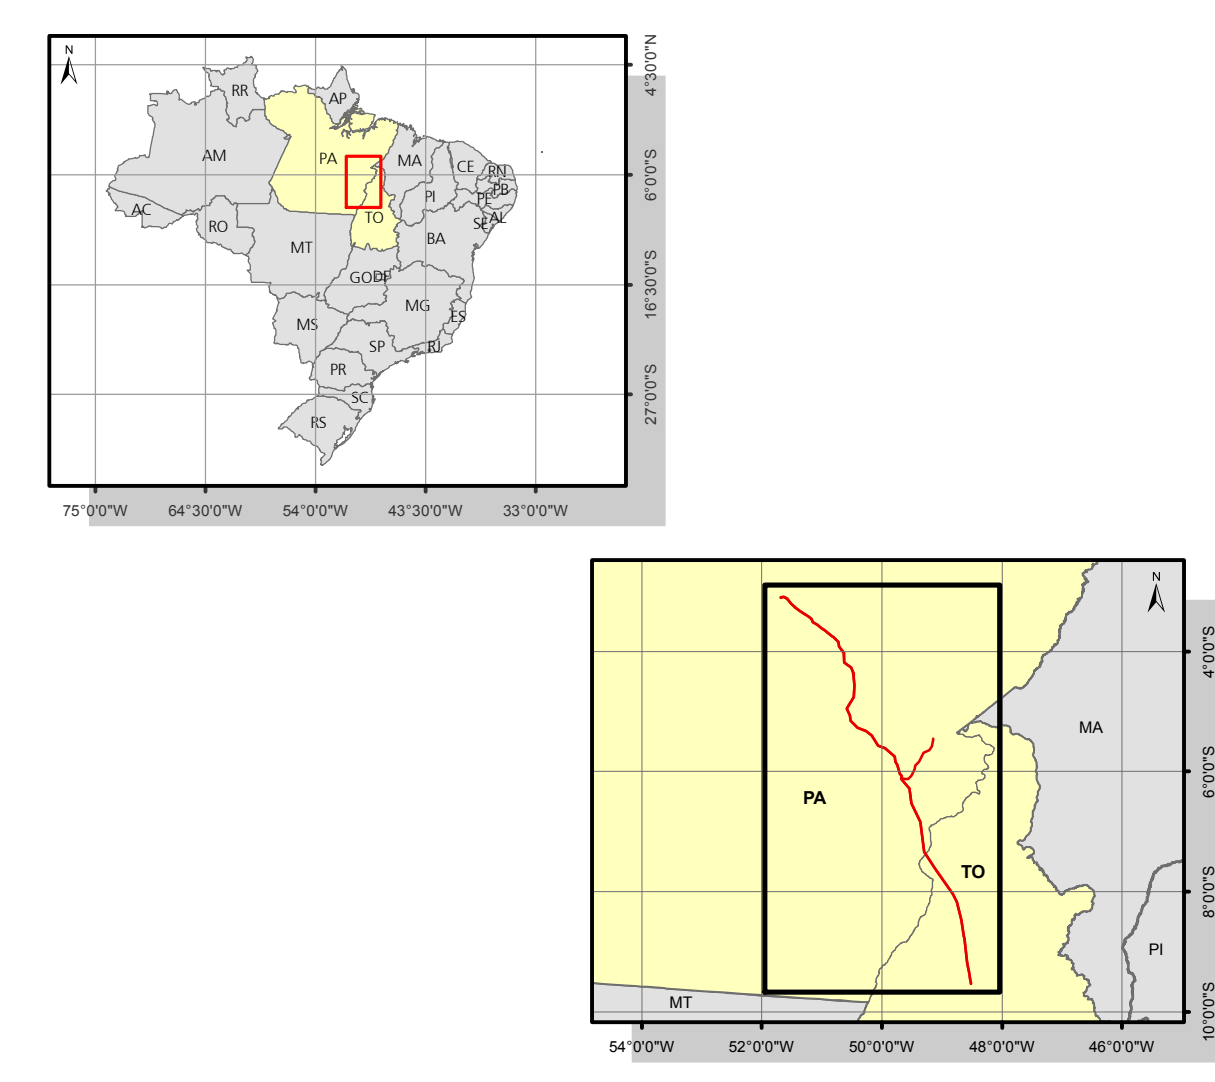 N
4°30'0"N
RR
AP
AM
PA
MA
CE
RN
PB
PI
PE
AC
TO
AL
SE
RO
BA
MT
GO
DF
MG
MS
ES
SP
RJ
PR
SC
RS
6°0'0"S
16°30'0"S
27°0'0"S
75°0'0"W 64°30'0"W 54°0'0"W 43°30'0"W 33°0'0"W
N
4°0'0"S
MA
6°0'0"S
PA
TO
8°0'0"S
PI
MT
10°0'0"S
54°0'0"W 52°0'0"W 50°0'0"W 48°0'0"W 46°0'0"W